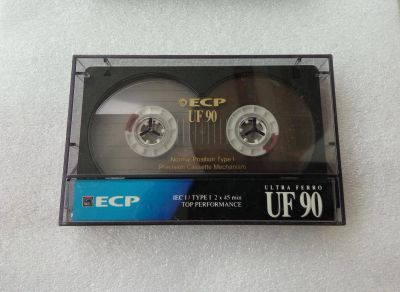 ECP
UF 90
Normal Position Type I
Precision Cassette Mechanism
ECP
IEC I / TYPE I 2 x 45 min
TOP PERFORMANCE
ULTRA FERRO
UF 90